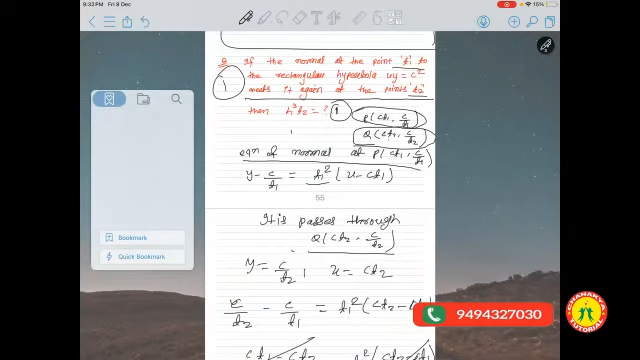 9:32 PM Fri 8 Dec
Q If the normal at the point 't1' to
1 the rectangular hyperbola xy = c²
meets it again at the points 't2'
then t1³t2 = ? ① P(ct1, c/t1)
Q(ct2, c/t2)
eqn of normal at P(ct1, c/t1)
y - c/t1 = t1²(x - ct1)
55
It is passes through
Q(ct2, c/t2)
y = c/t2, x = ct2
c/t2 - c/t1 = t1²(ct2 -
Bookmark
Quick Bookmark
9494327030
CHANAKYA
TUTORIAL